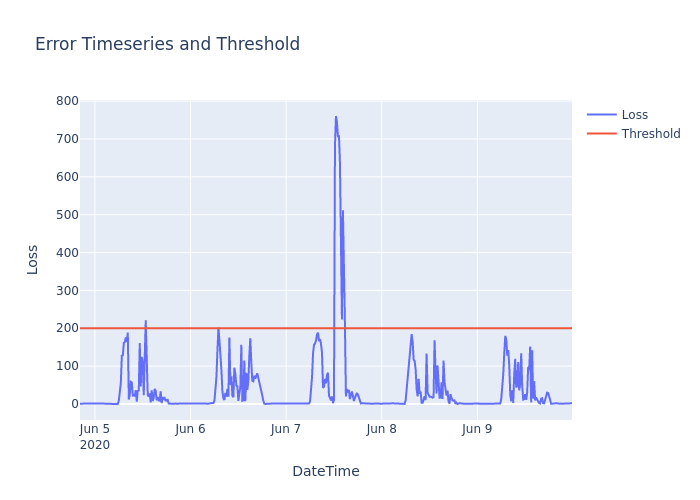 Error Timeseries and Threshold
800
700
600
500
400
300
200
100
0
Loss
Jun 5
2020
Jun 6
Jun 7
Jun 8
Jun 9
DateTime
Loss
Threshold